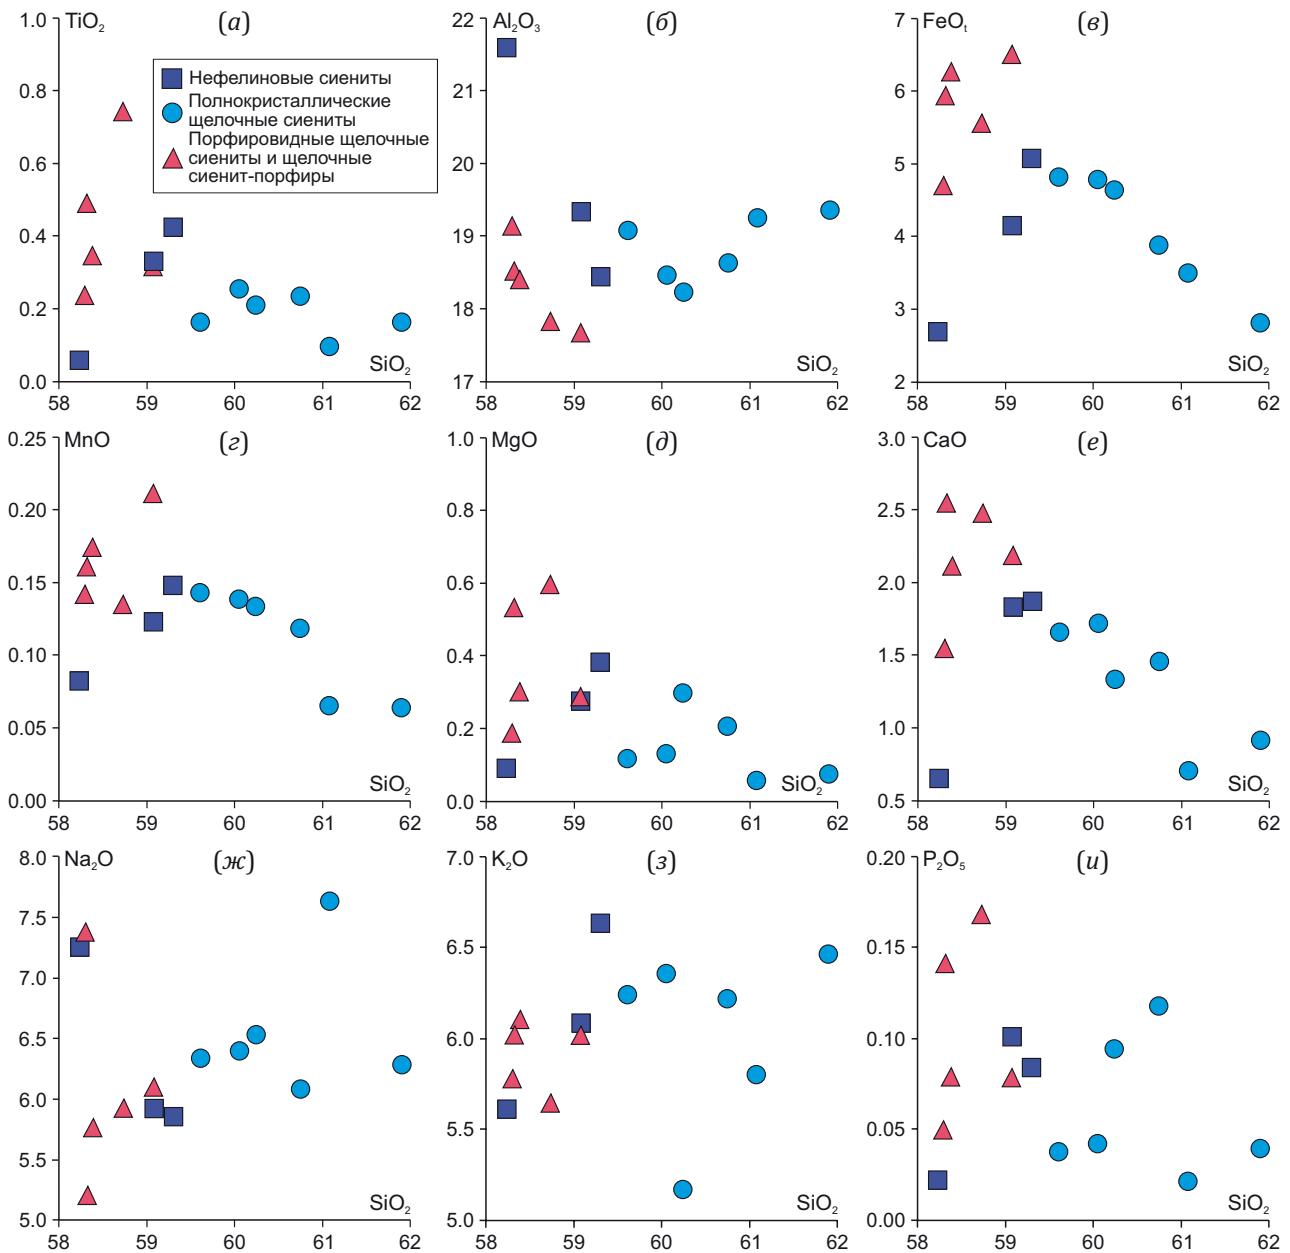 TiO₂ (а)
1.0
0.8
0.6
0.4
0.2
0.0
Нефелиновые сиениты
Полнокристаллические
щелочные сиениты
Порфировидные щелочные
сиениты и щелочные
сиенит-порфиры
SiO₂
58 59 60 61 62
Al₂O₃ (б)
22
21
20
19
18
17
SiO₂
58 59 60 61 62
FeOₜ (в)
7
6
5
4
3
2
SiO₂
58 59 60 61 62
MnO (г)
0.25
0.20
0.15
0.10
0.05
0.00
SiO₂
58 59 60 61 62
MgO (д)
1.0
0.8
0.6
0.4
0.2
0.0
SiO₂
58 59 60 61 62
CaO (е)
3.0
2.5
2.0
1.5
1.0
0.5
SiO₂
58 59 60 61 62
Na₂O (ж)
8.0
7.5
7.0
6.5
6.0
5.5
5.0
SiO₂
58 59 60 61 62
K₂O (з)
7.0
6.5
6.0
5.5
5.0
SiO₂
58 59 60 61 62
P₂O₅ (и)
0.20
0.15
0.10
0.05
0.00
SiO₂
58 59 60 61 62